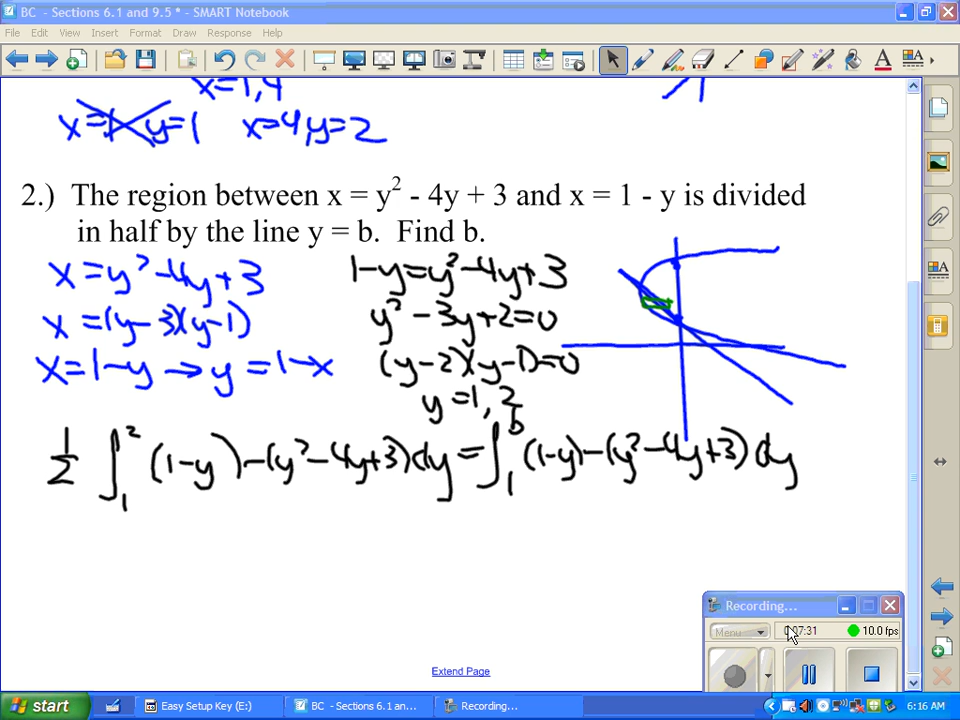 BC - Sections 6.1 and 9.5 * - SMART Notebook
File Edit View Insert Format Draw Response Help
x=1,4
x=1 y=1 x=4, y=2
2.) The region between x = y² - 4y + 3 and x = 1 - y is divided
in half by the line y = b. Find b.
x = y² - 4y + 3
x = (y-3)(y-1)
x = 1-y → y = 1-x
1-y = y² - 4y + 3
y² - 3y + 2 = 0
(y-2)(y-1) = 0
y = 1, 2
1/2 ∫₁² (1-y) - (y² - 4y + 3) dy = ∫₁ᵇ (1-y) - (y² - 4y + 3) dy
Recording...
Menu 0:07:31 10.0 fps
Extend Page
start Easy Setup Key (E:) BC - Sections 6.1 an... Recording... 6:16 AM